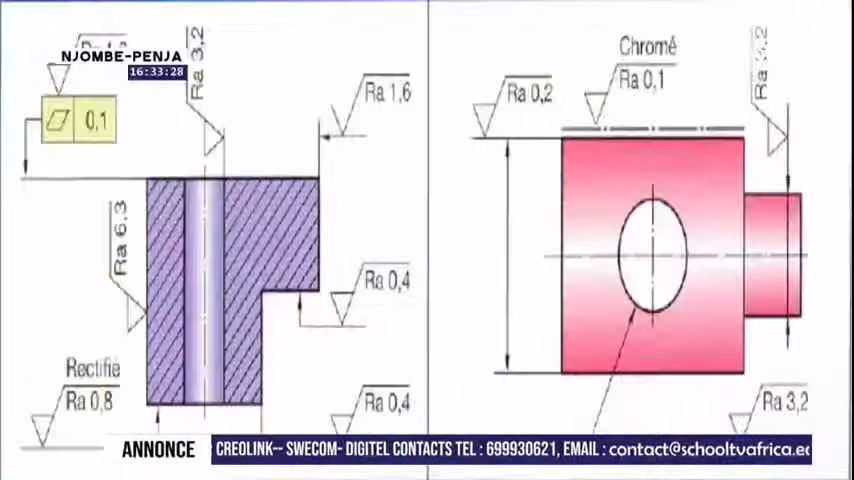 NJOMBE-PENJA
16:33:28
Ra 3,2
0,1
Ra 1,6
Ra 6,3
Ra 0,4
Rectifié
Ra 0,8
Ra 0,4
Chromé
Ra 0,1
Ra 0,2
Ra 3,2
ANNONCE
CREOLINK-- SWECOM- DIGITEL CONTACTS TEL : 699930621, EMAIL : contact@schooltvafrica.ec